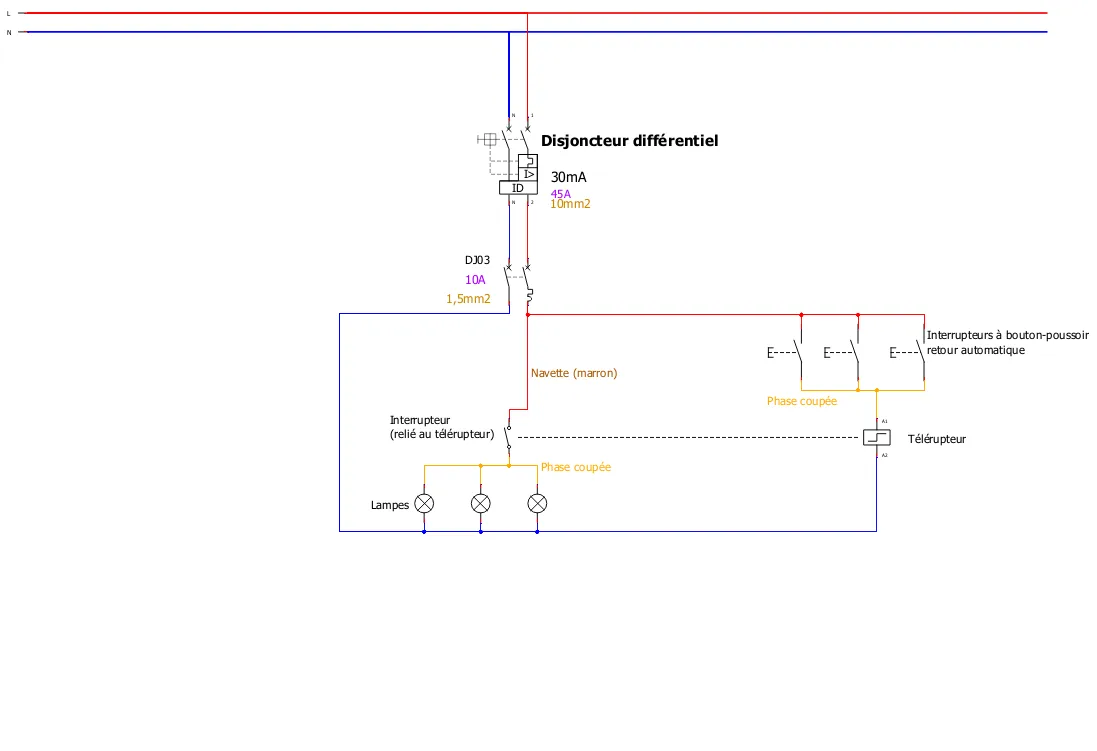 L
N
N 1
Disjoncteur différentiel
I>
ID
30mA
45A
10mm2
N 2
DJ03
10A
1,5mm2
Interrupteurs à bouton-poussoir
retour automatique
Navette (marron)
Phase coupée
Interrupteur
(relié au télérupteur)
A1
Télérupteur
A2
Phase coupée
Lampes